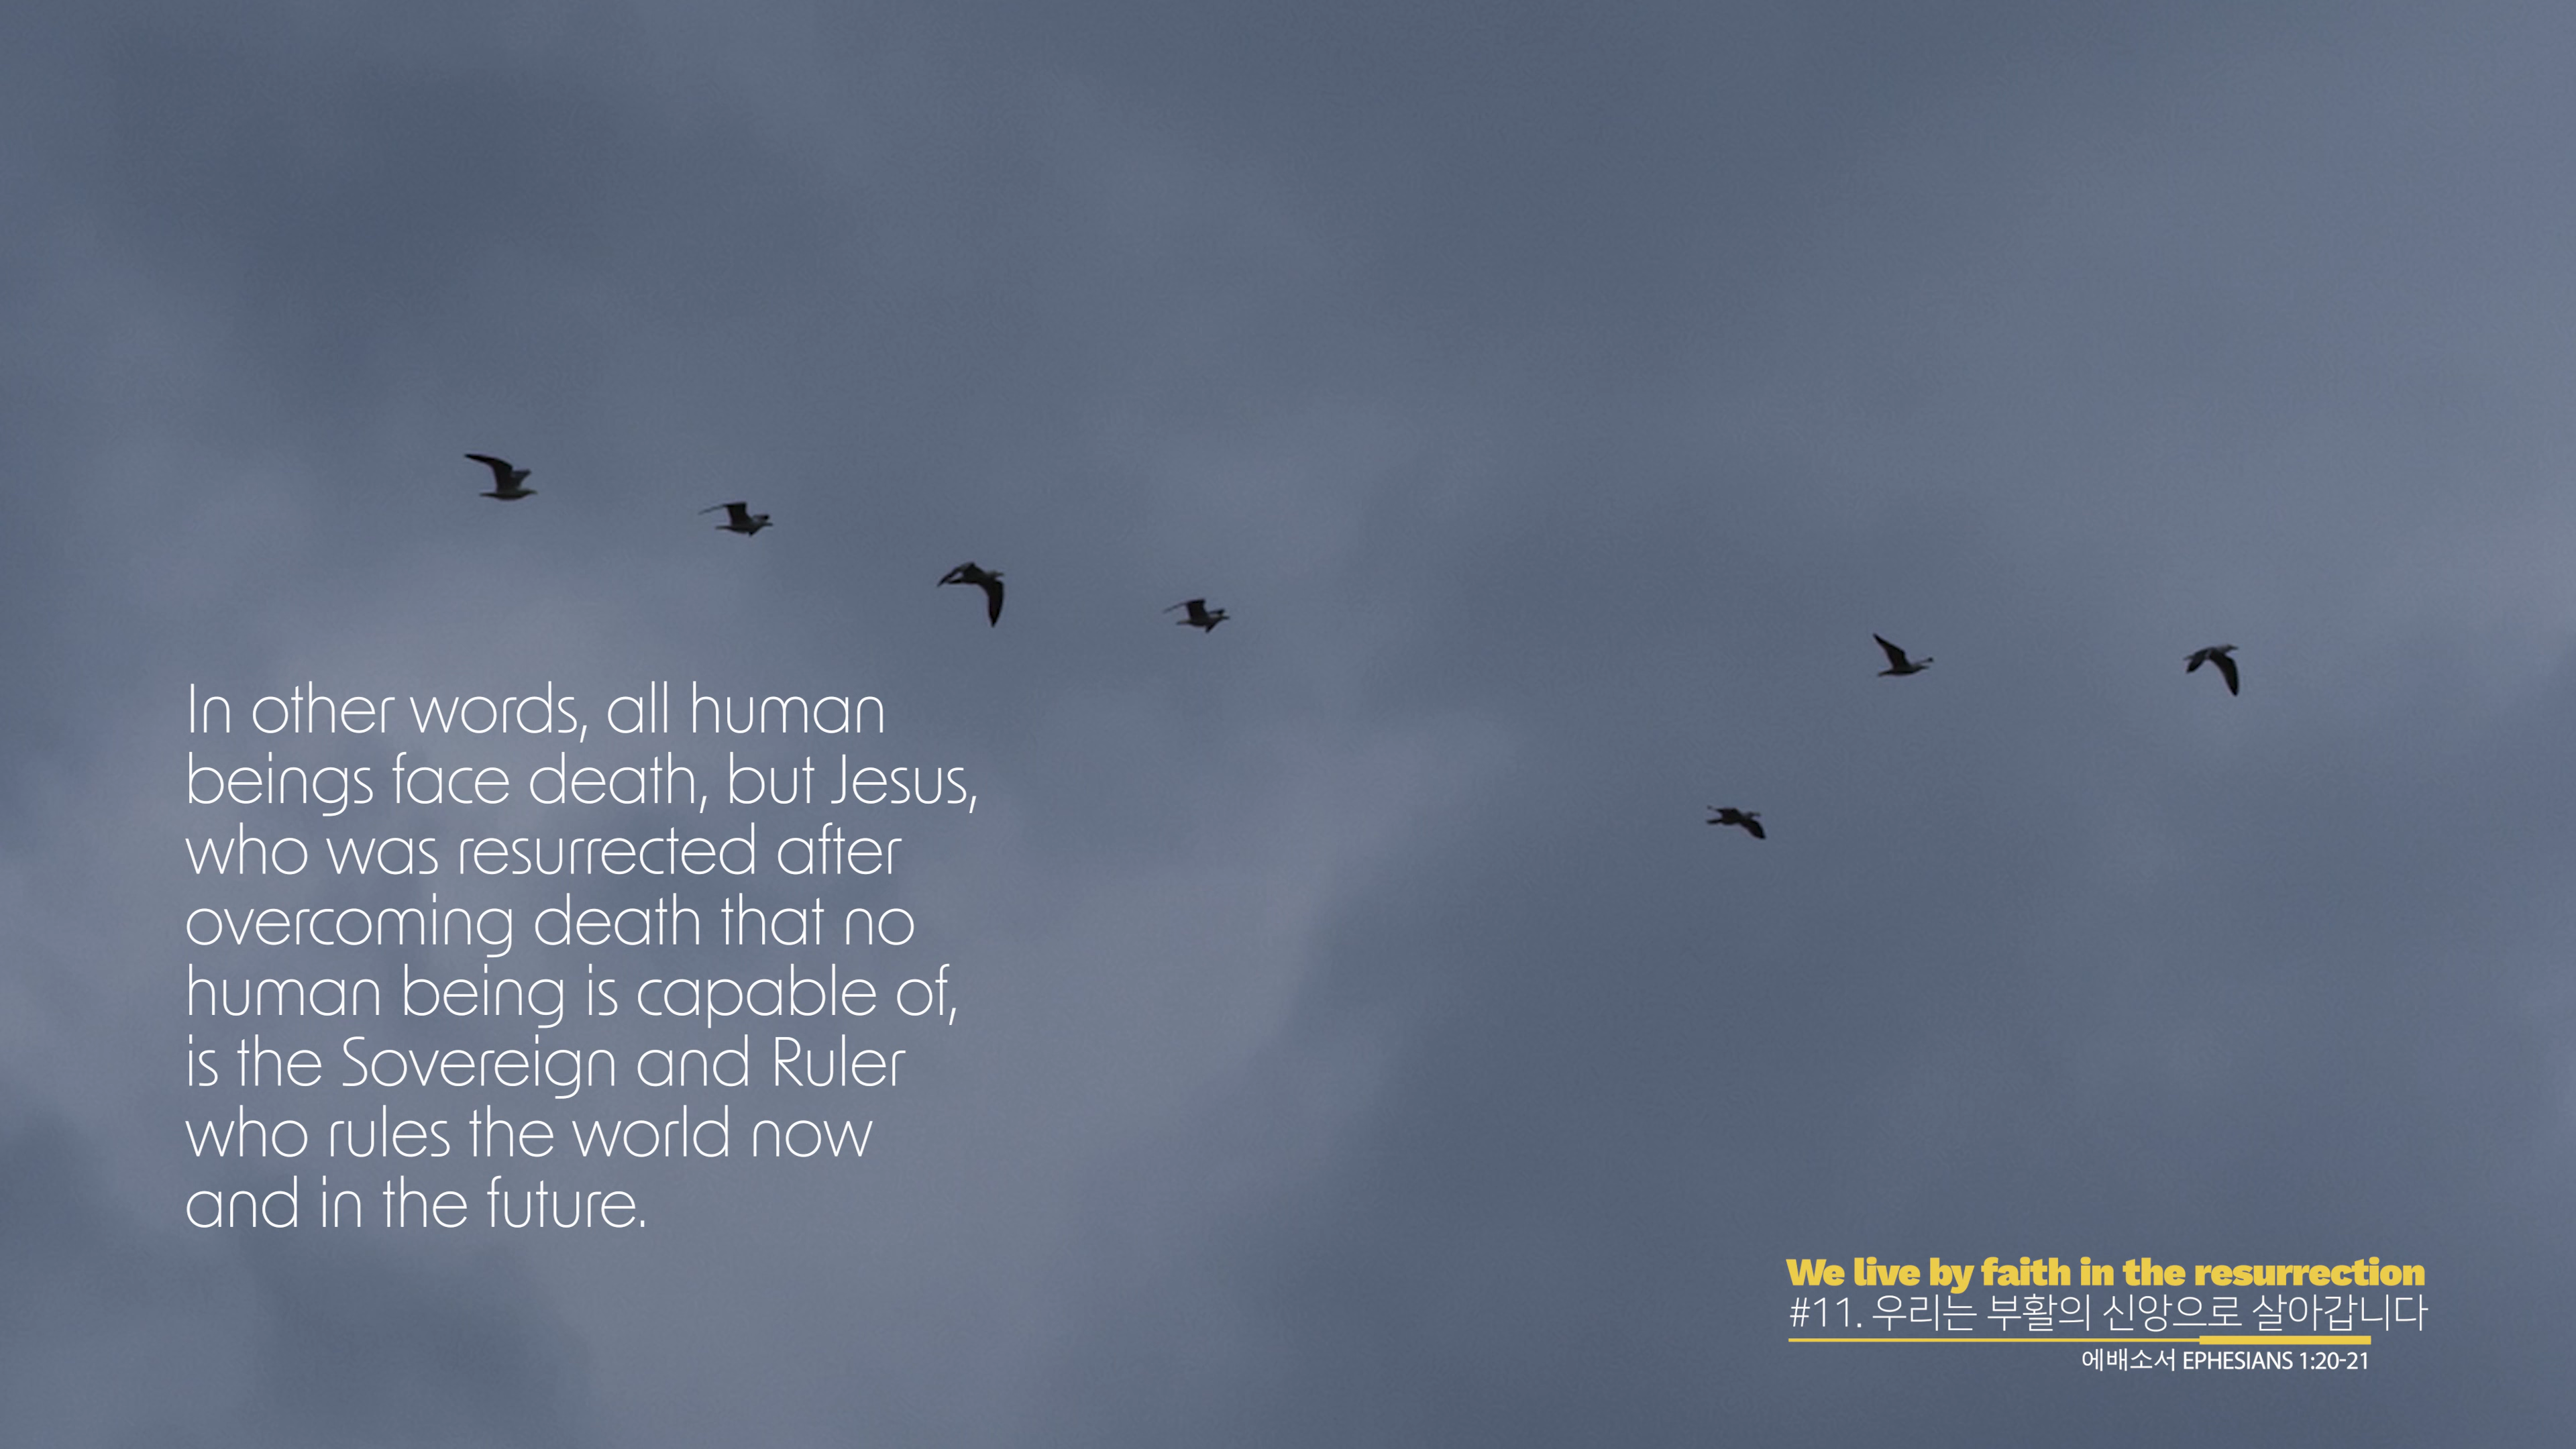 In other words, all human
beings face death, but Jesus,
who was resurrected after
overcoming death that no
human being is capable of,
is the Sovereign and Ruler
who rules the world now
and in the future.
We live by faith in the resurrection
#11. 우리는 부활의 신앙으로 살아갑니다
에배소서 EPHESIANS 1:20-21